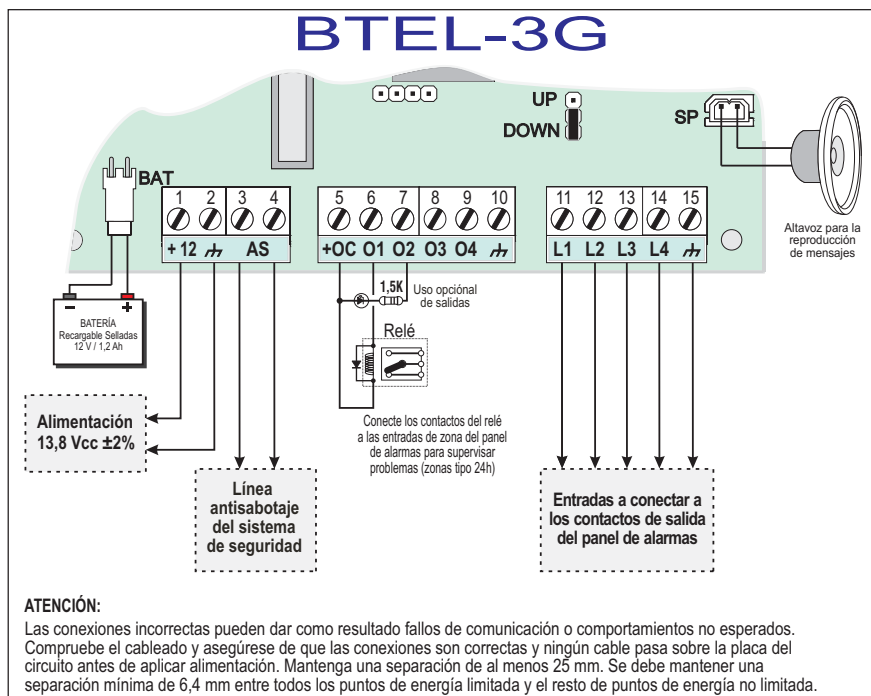 BTEL-3G
UP
DOWN
SP
BAT
1 2 3 4
5 6 7 8 9 10
11 12 13 14 15
+ 12 AS
+OC O1 O2 O3 O4
L1 L2 L3 L4
Altavoz para la
reproducción
de mensajes
1,5K
Uso opciónal
de salidas
- +
BATERÍA
Recargable Selladas
12 V / 1,2 Ah
Relé
Alimentación
13,8 Vcc ±2%
Conecte los contactos del relé
a las entradas de zona del panel
de alarmas para supervisar
problemas (zonas tipo 24h)
Línea
antisabotaje
del sistema
de seguridad
Entradas a conectar a
los contactos de salida
del panel de alarmas
ATENCIÓN:
Las conexiones incorrectas pueden dar como resultado fallos de comunicación o comportamientos no esperados.
Compruebe el cableado y asegúrese de que las conexiones son correctas y ningún cable pasa sobre la placa del
circuito antes de aplicar alimentación. Mantenga una separación de al menos 25 mm. Se debe mantener una
separación mínima de 6,4 mm entre todos los puntos de energía limitada y el resto de puntos de energía no limitada.